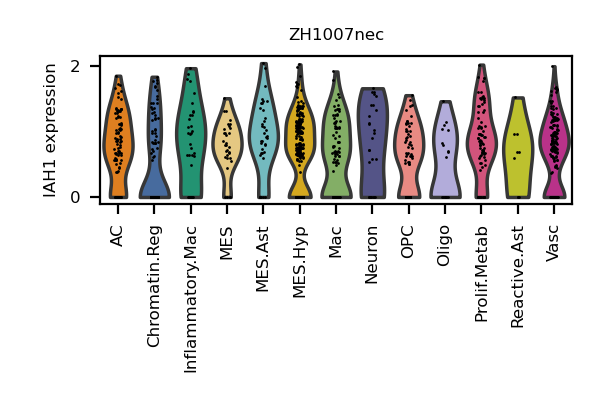 ZH1007nec
IAH1 expression
2
0
AC
Chromatin.Reg
Inflammatory.Mac
MES
MES.Ast
MES.Hyp
Mac
Neuron
OPC
Oligo
Prolif.Metab
Reactive.Ast
Vasc